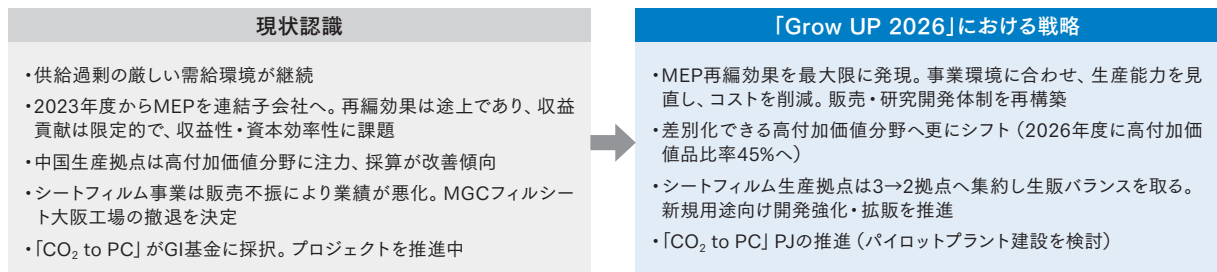 現状認識
・供給過剰の厳しい需給環境が継続
・2023年度からMEPを連結子会社へ。再編効果は途上であり、収益
貢献は限定的で、収益性・資本効率性に課題
・中国生産拠点は高付加価値分野に注力、採算が改善傾向
・シートフィルム事業は販売不振により業績が悪化。MGCフィルシー
ト大阪工場の撤退を決定
・「CO₂ to PC」がGI基金に採択。プロジェクトを推進中
「Grow UP 2026」における戦略
・MEP再編効果を最大限に発現。事業環境に合わせ、生産能力を見
直し、コストを削減。販売・研究開発体制を再構築
・差別化できる高付加価値分野へ更にシフト（2026年度に高付加価
値品比率45%へ）
・シートフィルム生産拠点は3→2拠点へ集約し生販バランスを取る。
新規用途向け開発強化・拡販を推進
・「CO₂ to PC」PJの推進（パイロットプラント建設を検討）